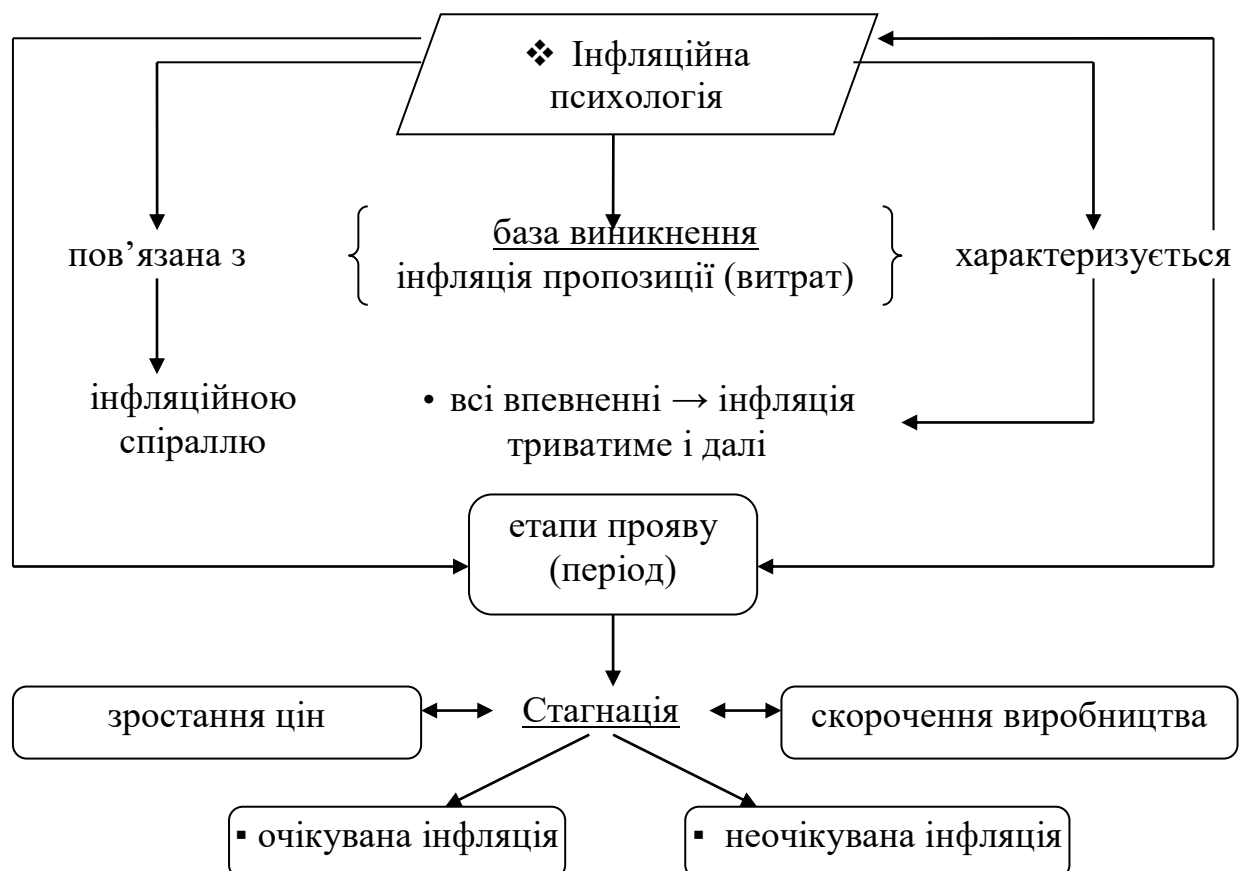 ❖ Інфляційна
психологія
база виникнення
інфляція пропозиції (витрат)
пов’язана з
характеризується
інфляційною
спіраллю
• всі впевненні → інфляція
триватиме і далі
етапи прояву
(період)
зростання цін
Стагнація
скорочення виробництва
▪ очікувана інфляція
▪ неочікувана інфляція